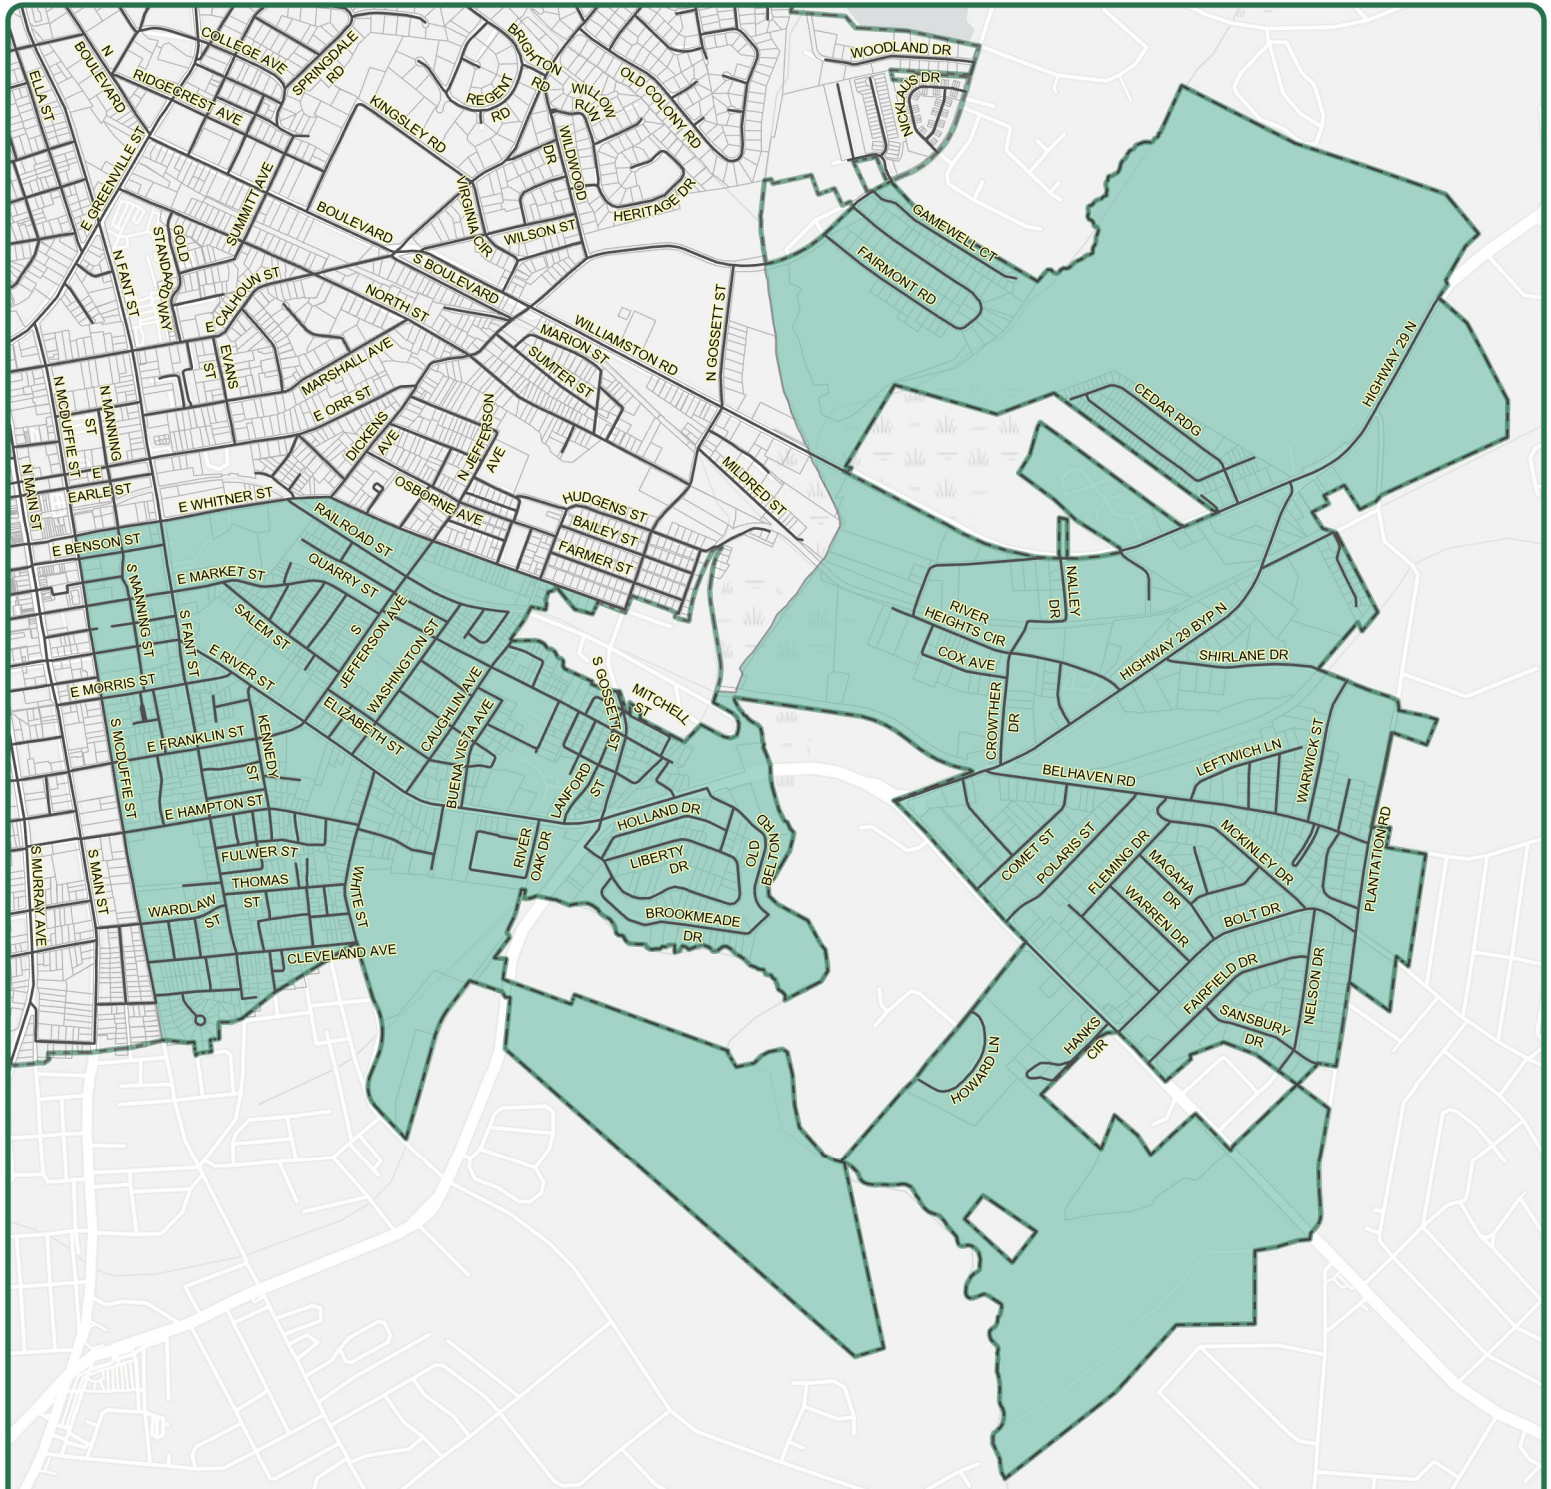 WOODLAND DR
NICKLAUS DR
COLLEGE AVE
SPRINGDALE
RD
N
BOULEVARD
ELLA ST
RIDGECREST AVE
KINGSLEY RD
REGENT
RD
BRIGHTON
RD
WILLOW
RUN
OLD COLONY RD
WILDWOOD
DR
E GREENVILLE ST
SUMMITT AVE
VIRGINIA CIR
HERITAGE DR
WILSON ST
BOULEVARD
S BOULEVARD
GAMEWELL CT
FAIRMONT RD
N FANT ST
GOLD
STANDARD WAY
E CALHOUN ST
NORTH ST
MARION ST
SUMTER ST
WILLIAMSTON RD
N GOSSETT ST
HIGHWAY 29 N
CEDAR RDG
EVANS
ST
MARSHALL AVE
E ORR ST
DICKENS
AVE
N JEFFERSON
AVE
N MCDUFFIE ST
N MANNING
ST
E
EARLE ST
N MAIN ST
E WHITNER ST
OSBORNE AVE
HUDGENS ST
BAILEY ST
FARMER ST
MILDRED ST
RAILROAD ST
E BENSON ST
QUARRY ST
E MARKET ST
SALEM ST
S MANNING ST
S FANT ST
S
JEFFERSON AVE
WASHINGTON ST
E RIVER ST
E MORRIS ST
ELIZABETH ST
CAUGHLIN AVE
BUENA VISTA AVE
S GOSSETT ST
MITCHELL
ST
NALLEY
DR
RIVER
HEIGHTS CIR
COX AVE
CROWTHER
DR
HIGHWAY 29 BYP N
SHIRLANE DR
S MCDUFFIE ST
E FRANKLIN ST
KENNEDY
ST
E HAMPTON ST
LANFORD
ST
BELHAVEN RD
LEFTWICH LN
WARWICK ST
PLANTATION RD
HOLLAND DR
LIBERTY
DR
OLD
BELTON RD
RIVER
OAK DR
FULWER ST
THOMAS
ST
WARDLAW
ST
WHITE ST
S MURRAY AVE
S MAIN ST
CLEVELAND AVE
BROOKMEADE
DR
COMET ST
POLARIS ST
FLEMING DR
MAGAHA
DR
WARREN DR
MCKINLEY DR
BOLT DR
FAIRFIELD DR
NELSON DR
SANSBURY
DR
HANKS
CIR
HOWARD LN